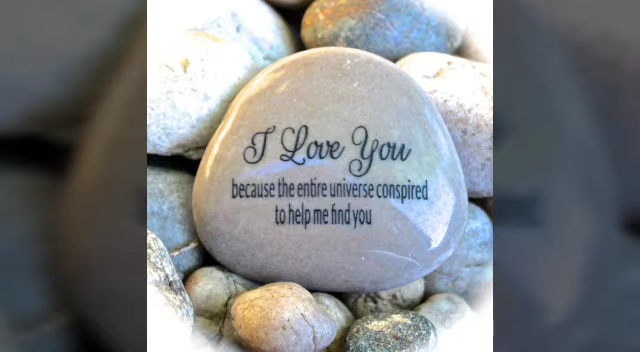 I Love You
because the entire universe conspired
to help me find you